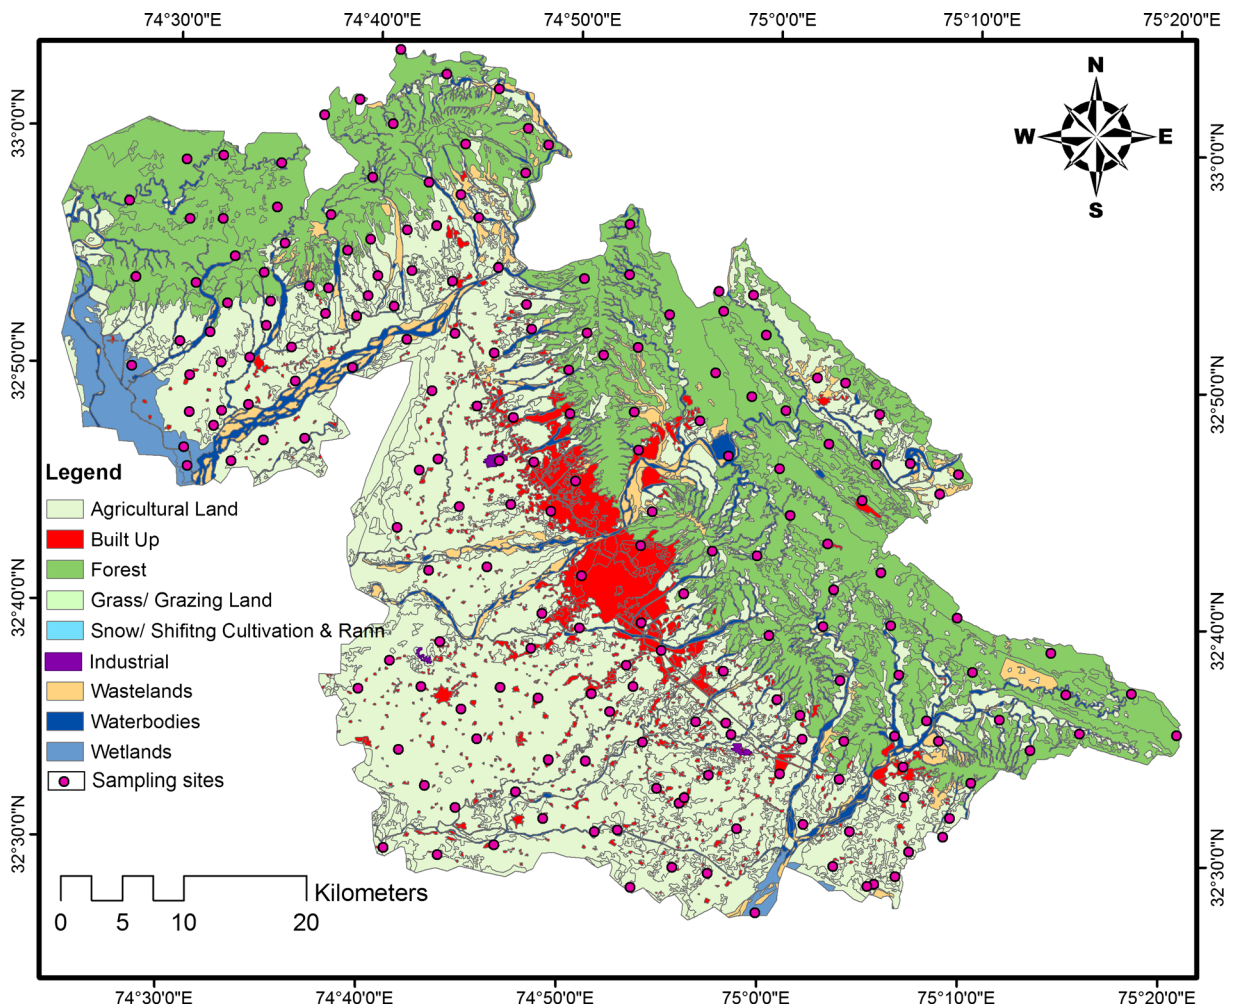 74°30'0"E 74°40'0"E 74°50'0"E 75°0'0"E 75°10'0"E 75°20'0"E
N
W E
S
33°0'0"N
33°0'0"N
32°50'0"N
32°50'0"N
Legend
Agricultural Land
Built Up
Forest
Grass/ Grazing Land
Snow/ Shifitng Cultivation & Rann
Industrial
Wastelands
Waterbodies
Wetlands
Sampling sites
32°40'0"N
32°40'0"N
32°30'0"N
32°30'0"N
Kilometers
0 5 10 20
74°30'0"E 74°40'0"E 74°50'0"E 75°0'0"E 75°10'0"E 75°20'0"E